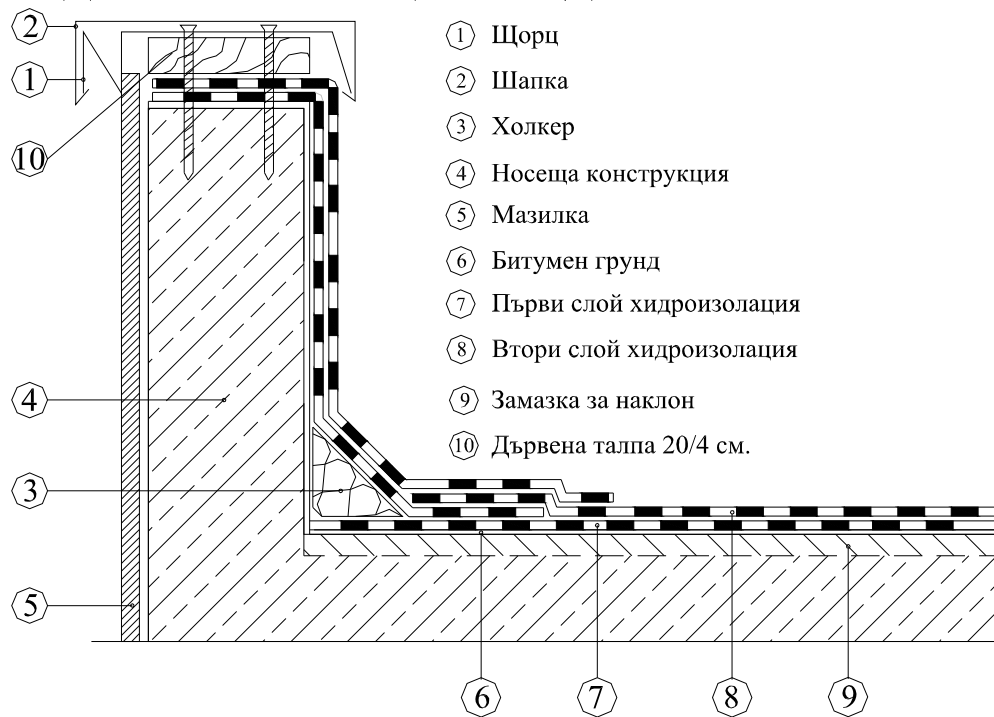 2
1
10
4
3
5
6
7
8
9
1 Щорц
2 Шапка
3 Холкер
4 Носеща конструкция
5 Мазилка
6 Битумен грунд
7 Първи слой хидроизолация
8 Втори слой хидроизолация
9 Замазка за наклон
10 Дървена талпа 20/4 см.